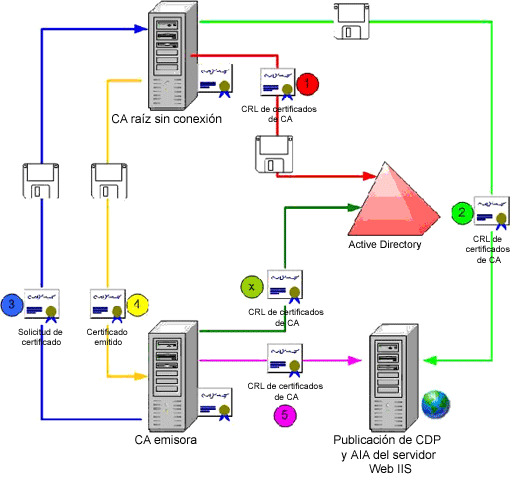 CA raíz sin conexión
CRL de certificados
de CA
1
Active Directory
2
CRL de
certificados
de CA
3
Solicitud de
certificado
4
Certificado
emitido
x
CRL de certificados
de CA
CA emisora
CRL de certificados
de CA
5
Publicación de CDP
y AIA del servidor
Web IIS